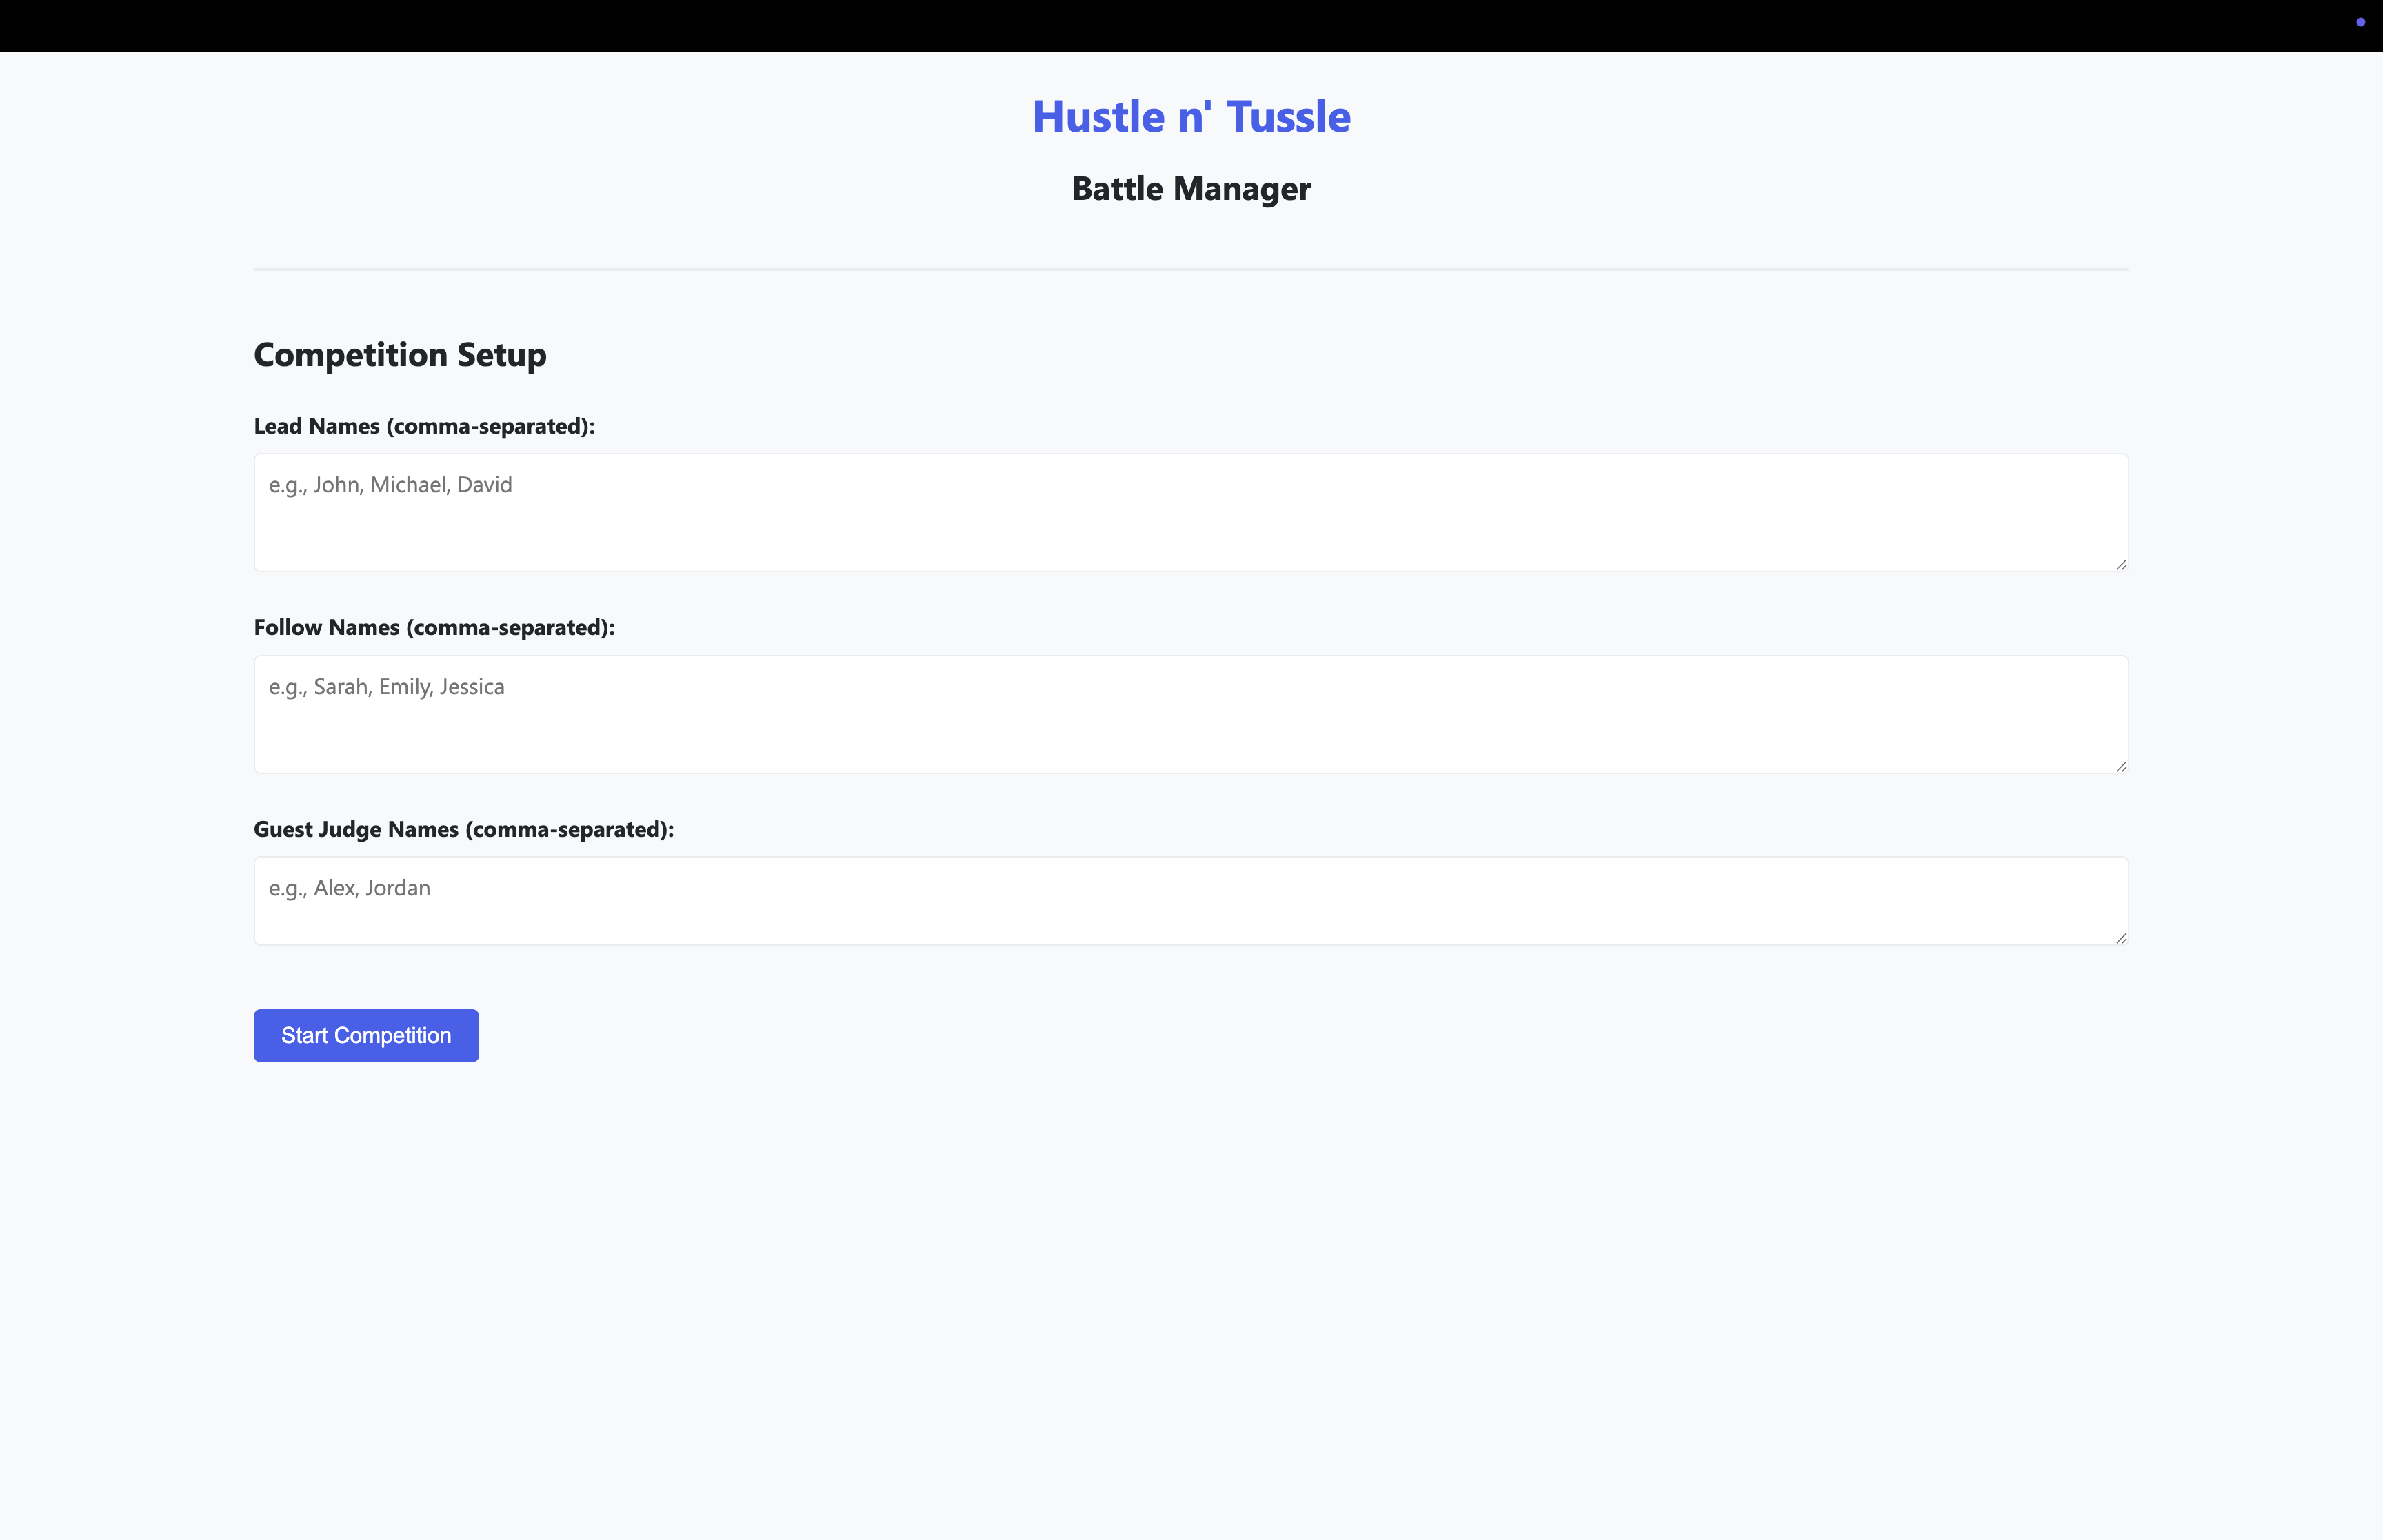 Hustle n' Tussle
Battle Manager
Competition Setup
Lead Names (comma-separated):
e.g., John, Michael, David
Follow Names (comma-separated):
e.g., Sarah, Emily, Jessica
Guest Judge Names (comma-separated):
e.g., Alex, Jordan
Start Competition